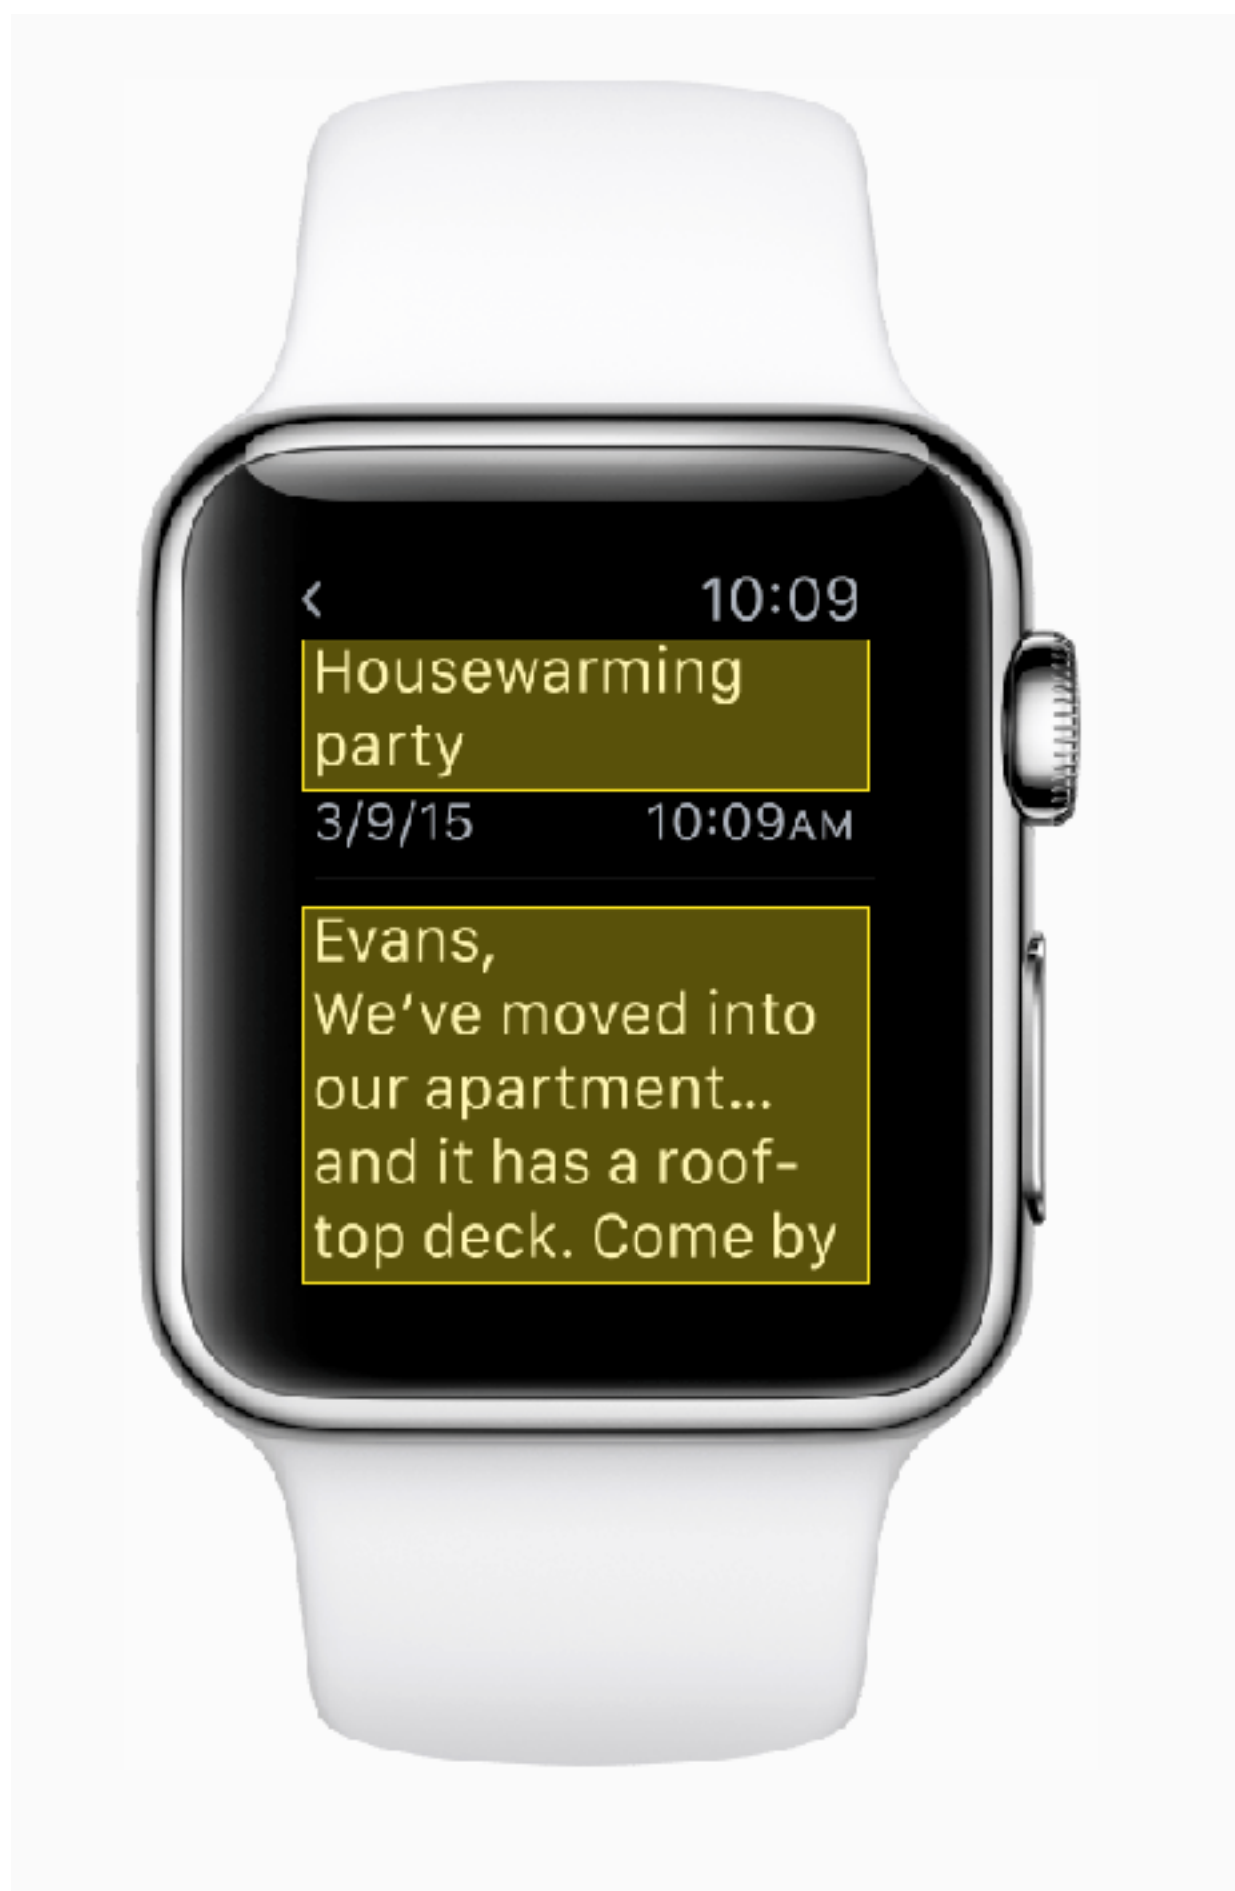 < 10:09
Housewarming
party
3/9/15 10:09AM
Evans,
We’ve moved into
our apartment...
and it has a roof-
top deck. Come by